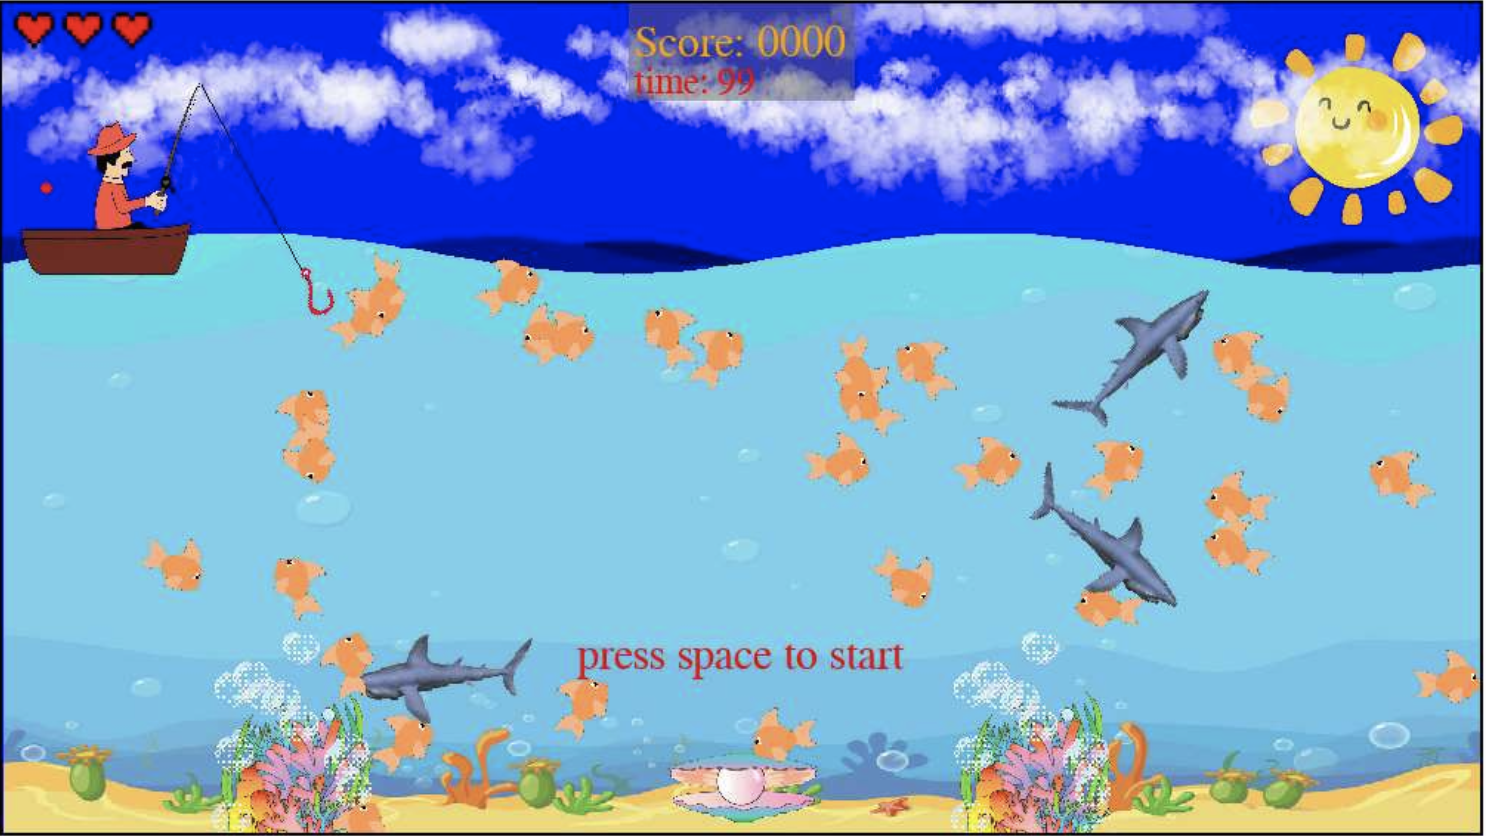 Score: 0000
time: 99
press space to start